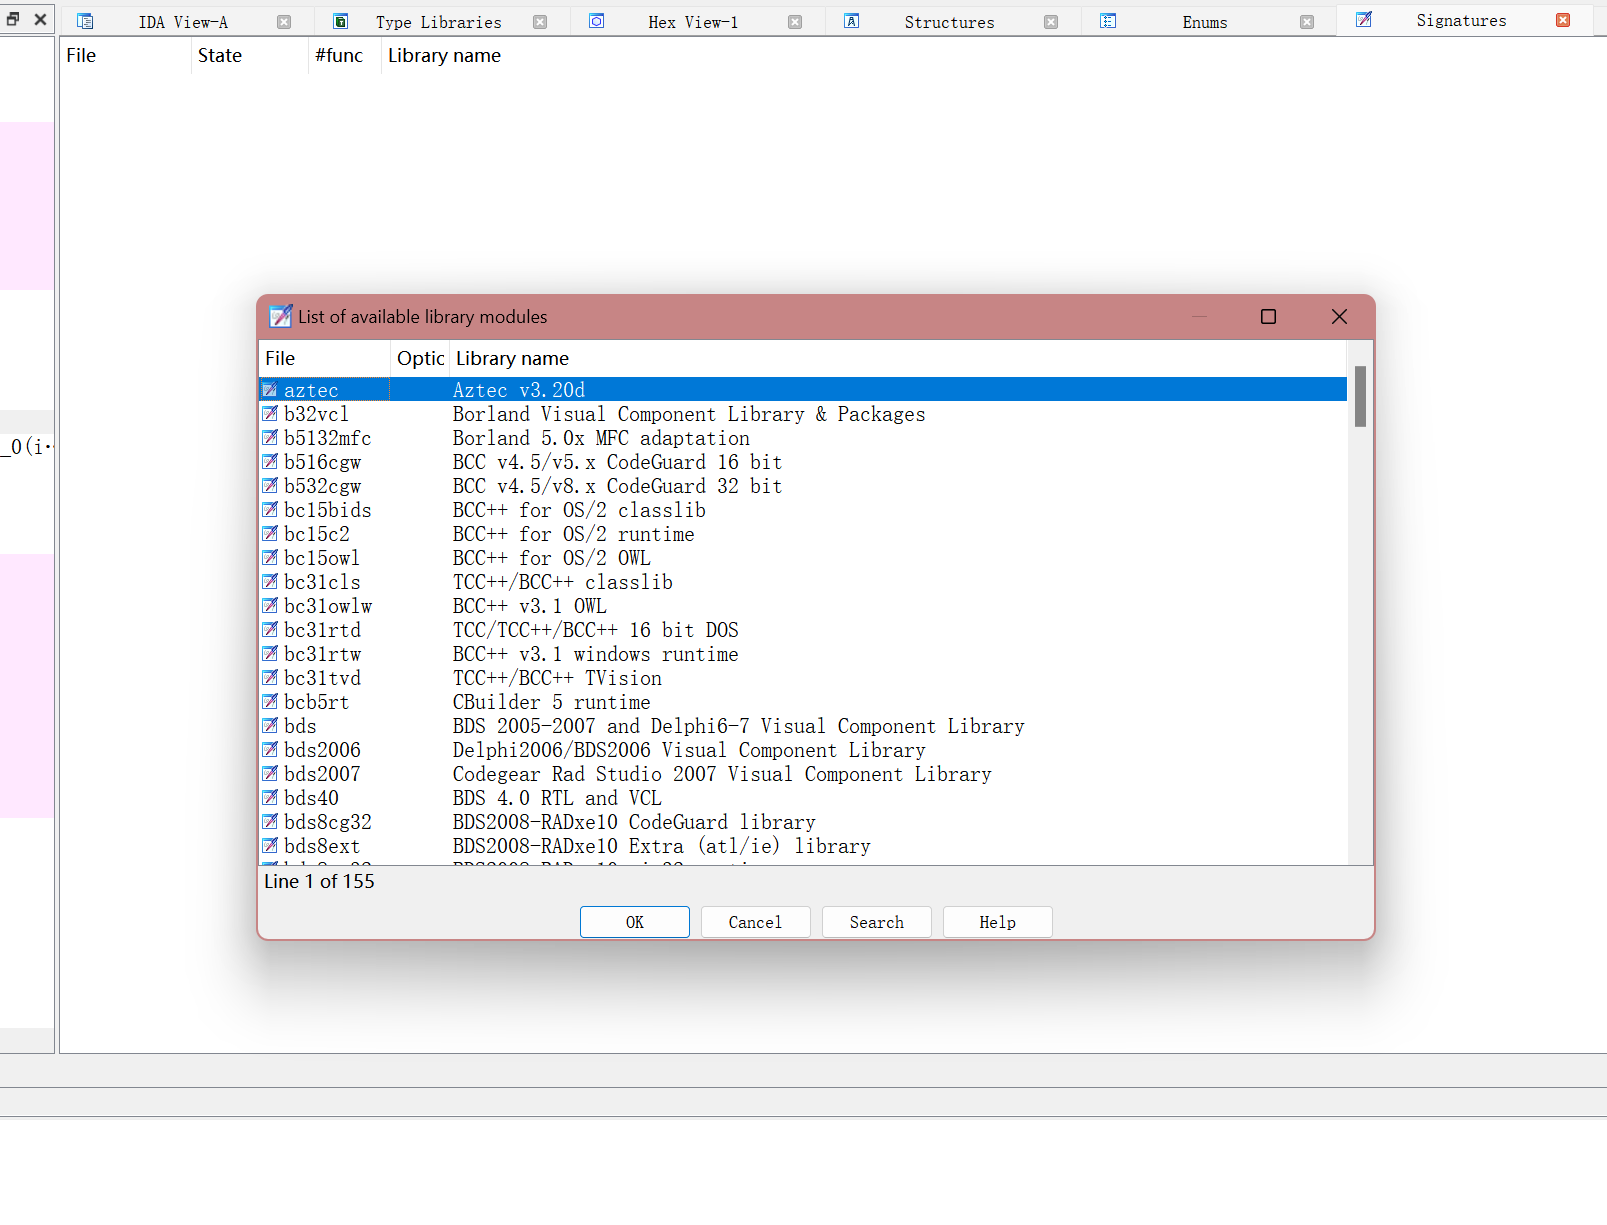 IDA View-A
Type Libraries
Hex View-1
Structures
Enums
Signatures
File State #func Library name
_0(i··
List of available library modules
File Optic Library name
aztec Aztec v3.20d
b32vcl Borland Visual Component Library & Packages
b5132mfc Borland 5.0x MFC adaptation
b516cgw BCC v4.5/v5.x CodeGuard 16 bit
b532cgw BCC v4.5/v8.x CodeGuard 32 bit
bc15bids BCC++ for OS/2 classlib
bc15c2 BCC++ for OS/2 runtime
bc15owl BCC++ for OS/2 OWL
bc31cls TCC++/BCC++ classlib
bc31owlw BCC++ v3.1 OWL
bc31rtd TCC/TCC++/BCC++ 16 bit DOS
bc31rtw BCC++ v3.1 windows runtime
bc31tvd TCC++/BCC++ TVision
bcb5rt CBuilder 5 runtime
bds BDS 2005-2007 and Delphi6-7 Visual Component Library
bds2006 Delphi2006/BDS2006 Visual Component Library
bds2007 Codegear Rad Studio 2007 Visual Component Library
bds40 BDS 4.0 RTL and VCL
bds8cg32 BDS2008-RADxe10 CodeGuard library
bds8ext BDS2008-RADxe10 Extra (atl/ie) library
Line 1 of 155
OK
Cancel
Search
Help